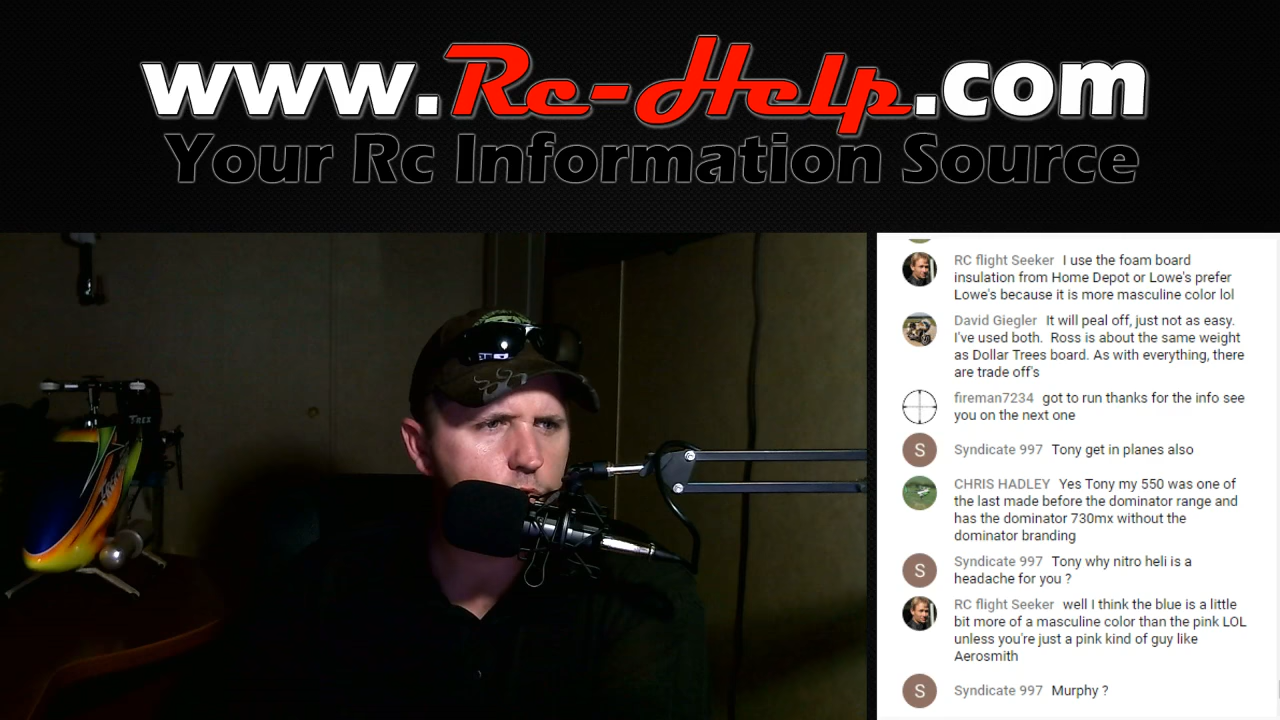 www.Rc-Help.com
Your Rc Information Source
T-REX
RC flight Seeker I use the foam board
insulation from Home Depot or Lowe's prefer
Lowe's because it is more masculine color lol
David Giegler It will peal off, just not as easy.
I've used both. Ross is about the same weight
as Dollar Trees board. As with everything, there
are trade off's
fireman7234 got to run thanks for the info see
you on the next one
S Syndicate 997 Tony get in planes also
CHRIS HADLEY Yes Tony my 550 was one of
the last made before the dominator range and
has the dominator 730mx without the
dominator branding
S Syndicate 997 Tony why nitro heli is a
headache for you ?
RC flight Seeker well I think the blue is a little
bit more of a masculine color than the pink LOL
unless you're just a pink kind of guy like
Aerosmith
S Syndicate 997 Murphy ?